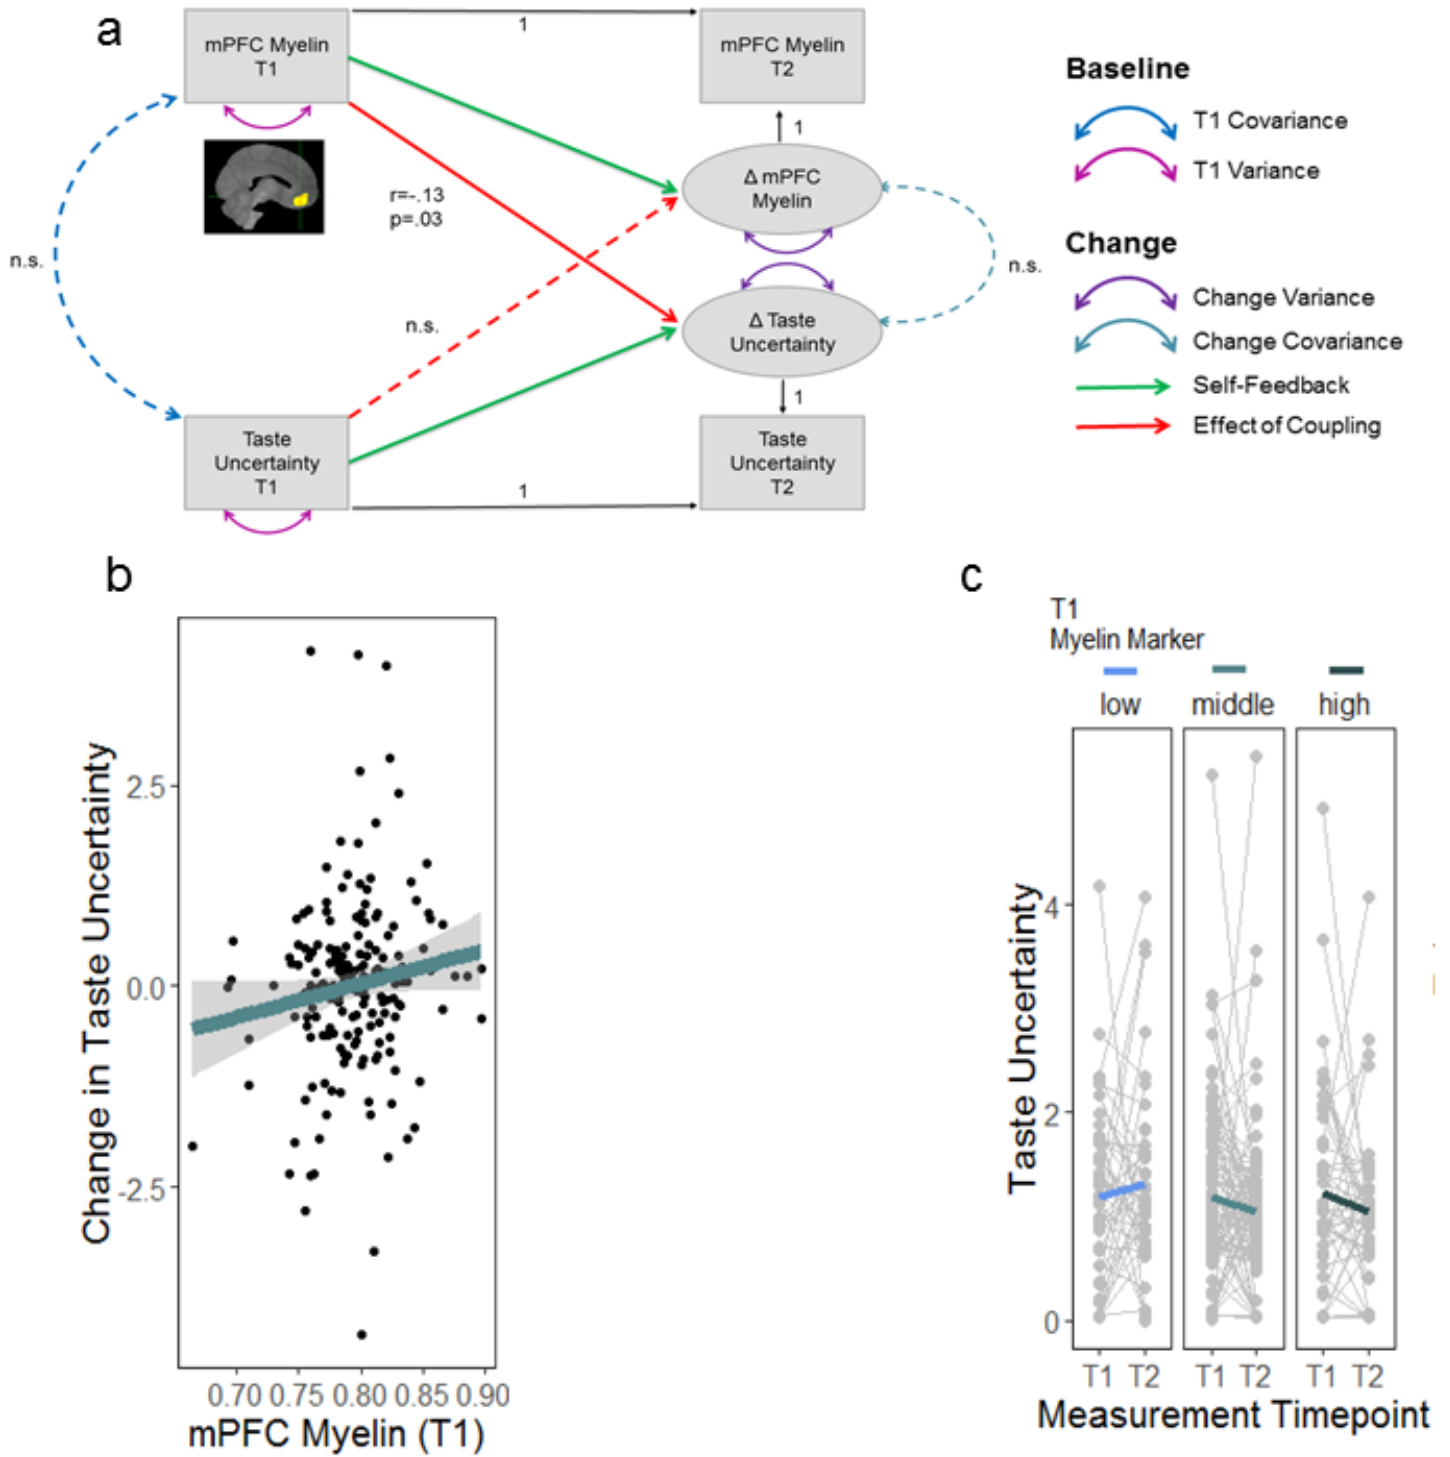 a
mPFC Myelin
T1
1
mPFC Myelin
T2
1
r=-.13
p=.03
Δ mPFC
Myelin
n.s.
n.s.
n.s.
Δ Taste
Uncertainty
1
Taste
Uncertainty
T1
1
Taste
Uncertainty
T2
Baseline
T1 Covariance
T1 Variance
Change
Change Variance
Change Covariance
Self-Feedback
Effect of Coupling
b
Change in Taste Uncertainty
2.5
0.0
-2.5
0.70 0.75 0.80 0.85 0.90
mPFC Myelin (T1)
c
T1
Myelin Marker
low middle high
Taste Uncertainty
4
2
0
T1 T2 T1 T2 T1 T2
Measurement Timepoint